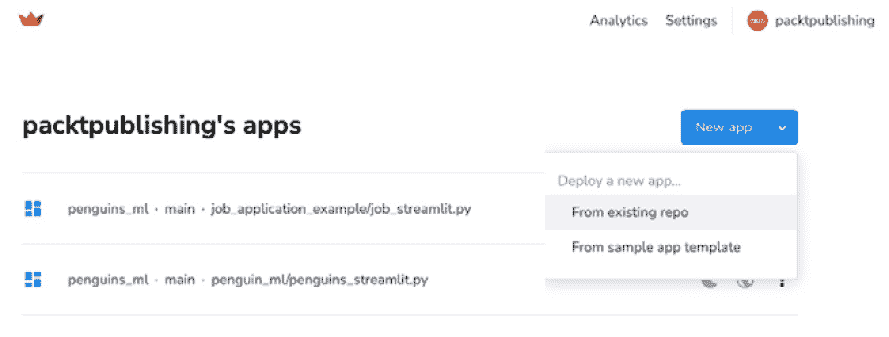 Analytics Settings packtpublishing
packtpublishing's apps
New app
Deploy a new app...
From existing repo
From sample app template
penguins_ml · main · job_application_example/job_streamlit.py
penguins_ml · main · penguin_ml/penguins_streamlit.py